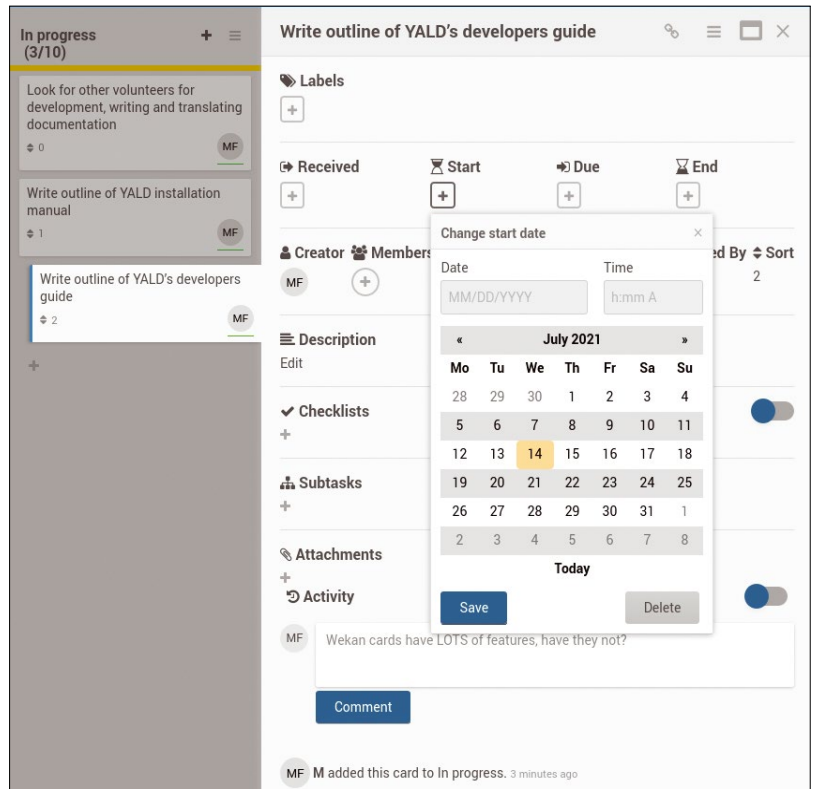 In progress
(3/10)
Look for other volunteers for
development, writing and translating
documentation
0
MF
Write outline of YALD installation
manual
1
MF
Write outline of YALD's developers
guide
2
MF
Write outline of YALD's developers guide
Labels
Received Start Due End
Creator Members ed By Sort
MF 2
Change start date
Date Time
MM/DD/YYYY h:mm A
« July 2021 »
Mo Tu We Th Fr Sa Su
28 29 30 1 2 3 4
5 6 7 8 9 10 11
12 13 14 15 16 17 18
19 20 21 22 23 24 25
26 27 28 29 30 31 1
2 3 4 5 6 7 8
Today
Save Delete
Description
Edit
Checklists
Subtasks
Attachments
Activity
MF
Wekan cards have LOTS of features, have they not?
Comment
MF M added this card to In progress. 3 minutes ago